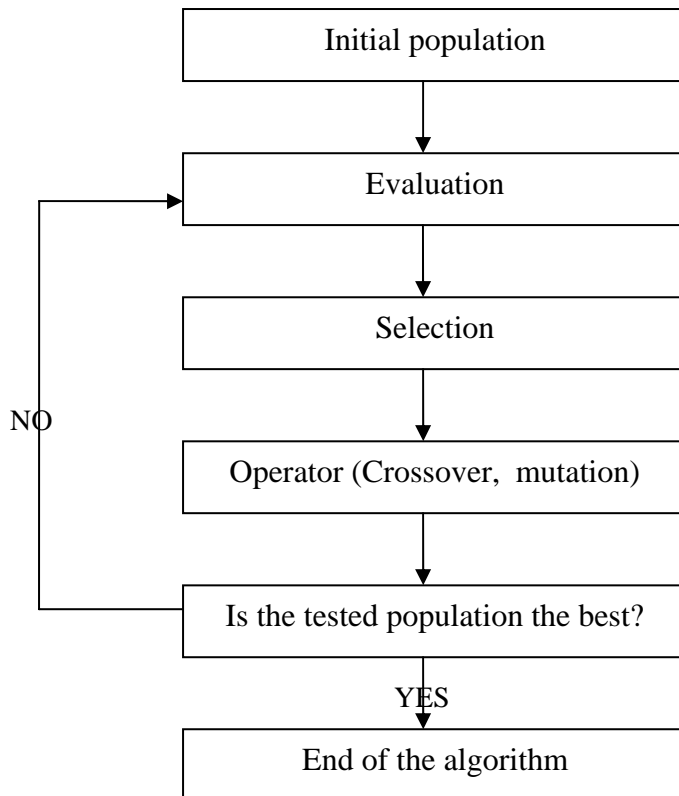 Initial population
Evaluation
Selection
NO
Operator (Crossover, mutation)
Is the tested population the best?
YES
End of the algorithm